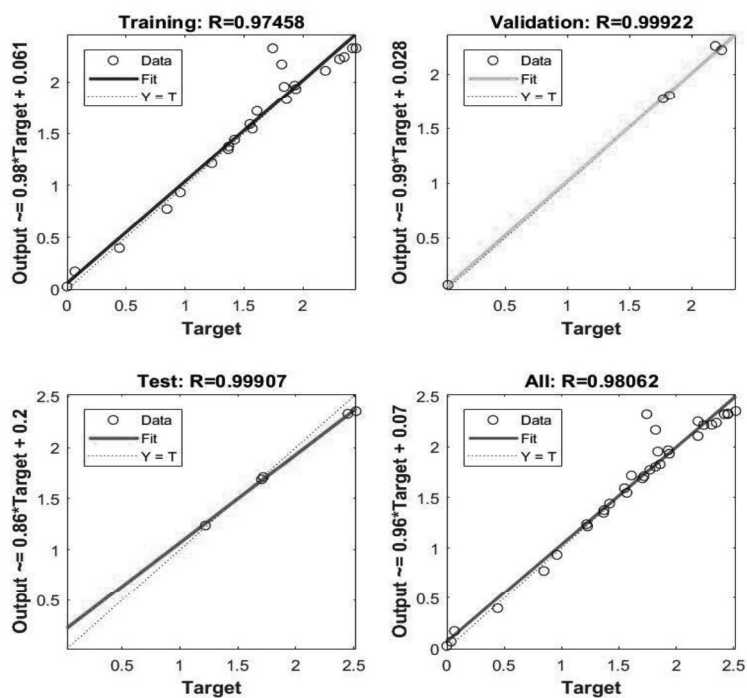 Training: R=0.97458
Output ~= 0.98*Target + 0.061
2
1.5
1
0.5
0
Data
Fit
Y = T
0
0.5
1
1.5
2
Target
Validation: R=0.99922
Output ~= 0.99*Target + 0.028
2
1.5
1
0.5
Data
Fit
Y = T
0.5
1
1.5
2
Target
Test: R=0.99907
Output ~= 0.86*Target + 0.2
2.5
2
1.5
1
0.5
Data
Fit
Y = T
0.5
1
1.5
2
2.5
Target
All: R=0.98062
Output ~= 0.96*Target + 0.07
2.5
2
1.5
1
0.5
0
Data
Fit
Y = T
0
0.5
1
1.5
2
2.5
Target